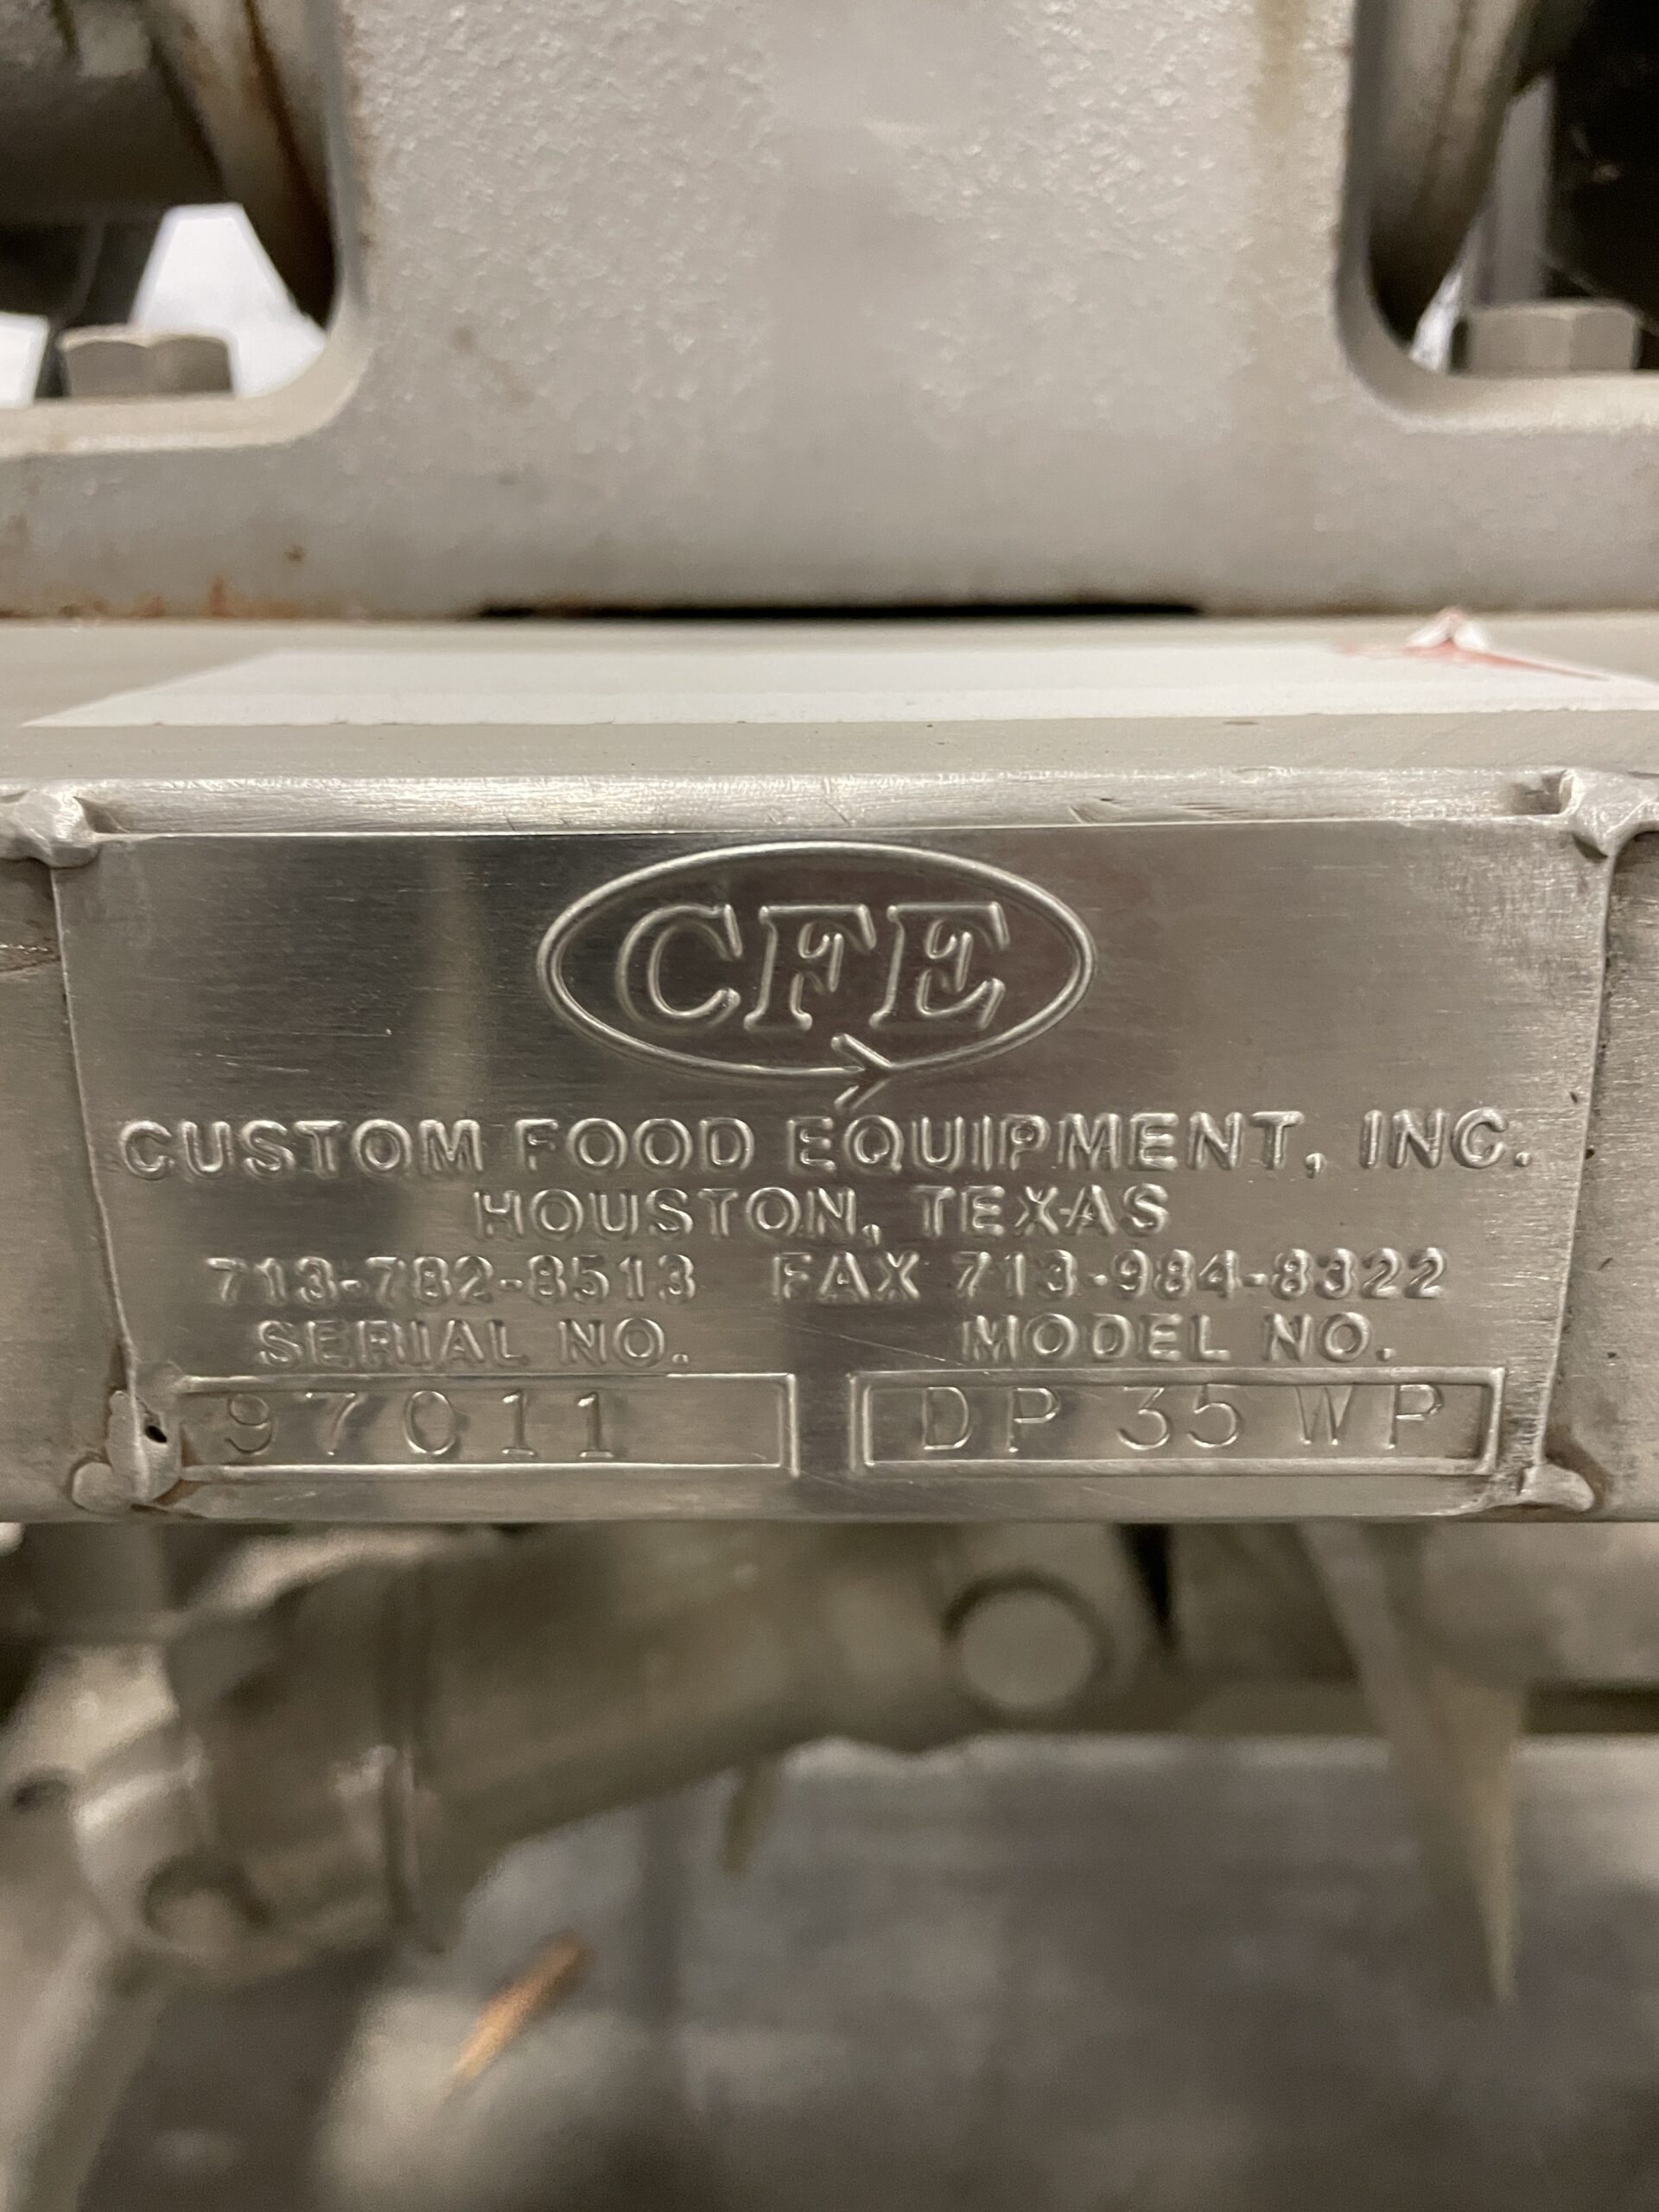 CFE
CUSTOM FOOD EQUIPMENT, INC.
HOUSTON, TEXAS
713-782-8513 FAX 713-984-8322
SERIAL NO. MODEL NO.
97011 DP 35 WP